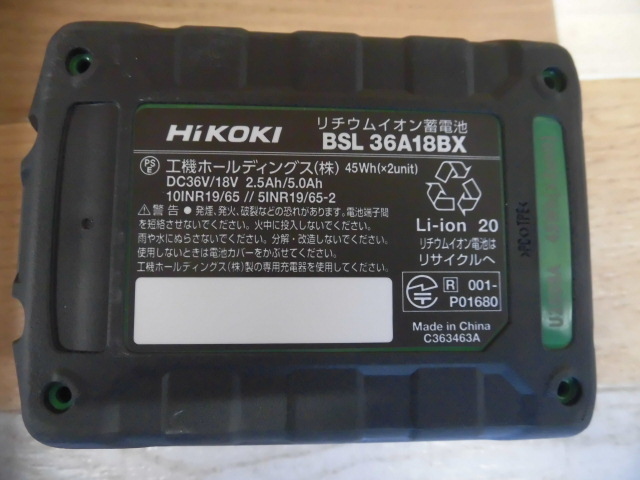 HiKOKI
リチウムイオン蓄電池
BSL 36A18BX
PS E
工機ホールディングス(株) 45Wh(×2unit)
DC36V/18V 2.5Ah/5.0Ah
10INR19/65 // 5INR19/65-2
⚠警告 ● 発煙、発火、破裂などの恐れがあります。電池端子間
を短絡させないでください。火中に投入しないでください。
雨や水にぬらさないでください。分解・改造しないでください。
使用しないときは電池カバーをかぶせてください。
工機ホールディングス(株)製の専用充電器を使用してください。
Li-ion 20
リチウムイオン電池は
リサイクルへ
R 001-
P01680
Made in China
C363463A